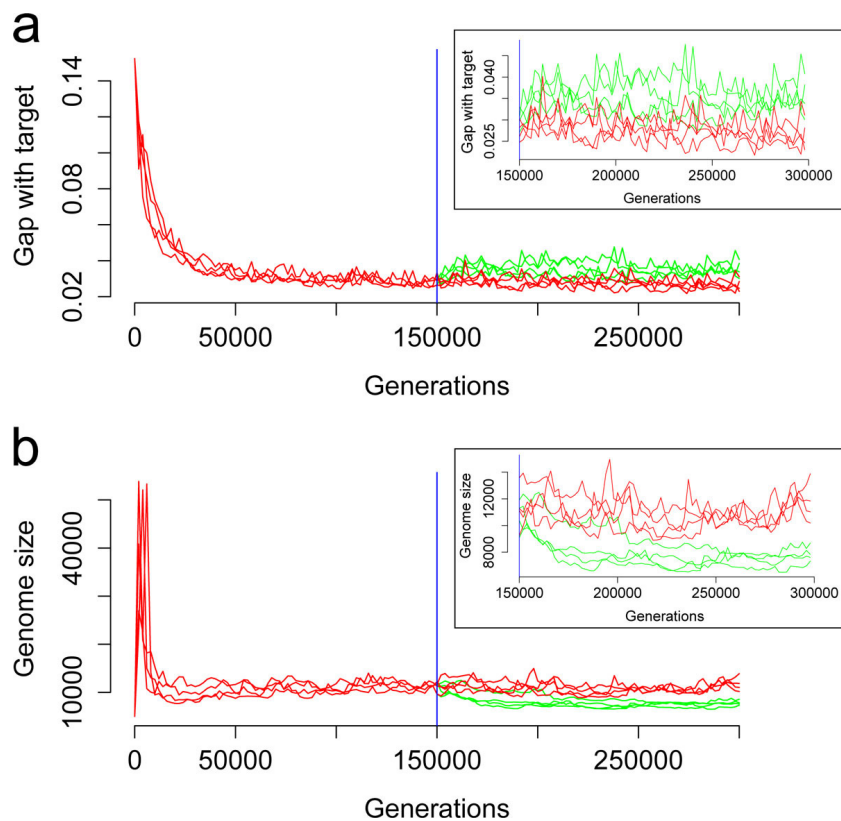 a
Gap with target
0.14
0.08
0.02
0
50000
150000
250000
Generations
Gap with target
0.040
0.025
150000
200000
250000
300000
Generations
b
Genome size
40000
10000
0
50000
150000
250000
Generations
Genome size
12000
8000
150000
200000
250000
300000
Generations